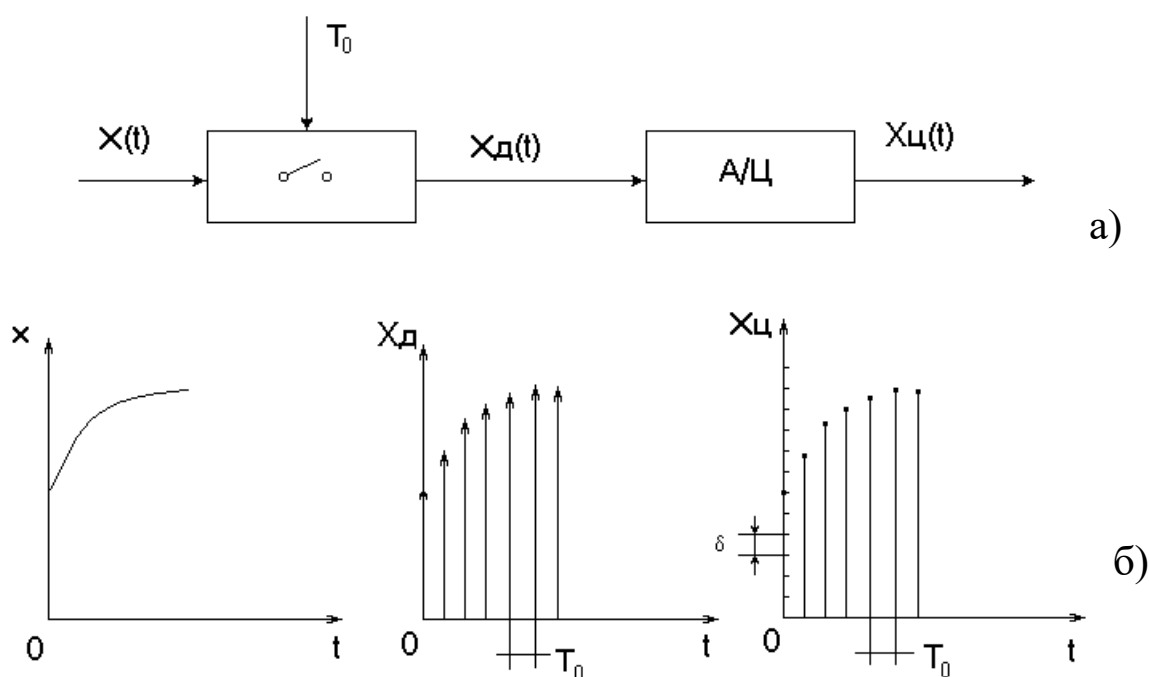 T₀
X(t) Xд(t) А/Ц Xц(t)
а)
x Xд Xц
δ
б)
0 t 0 T₀ t 0 T₀ t